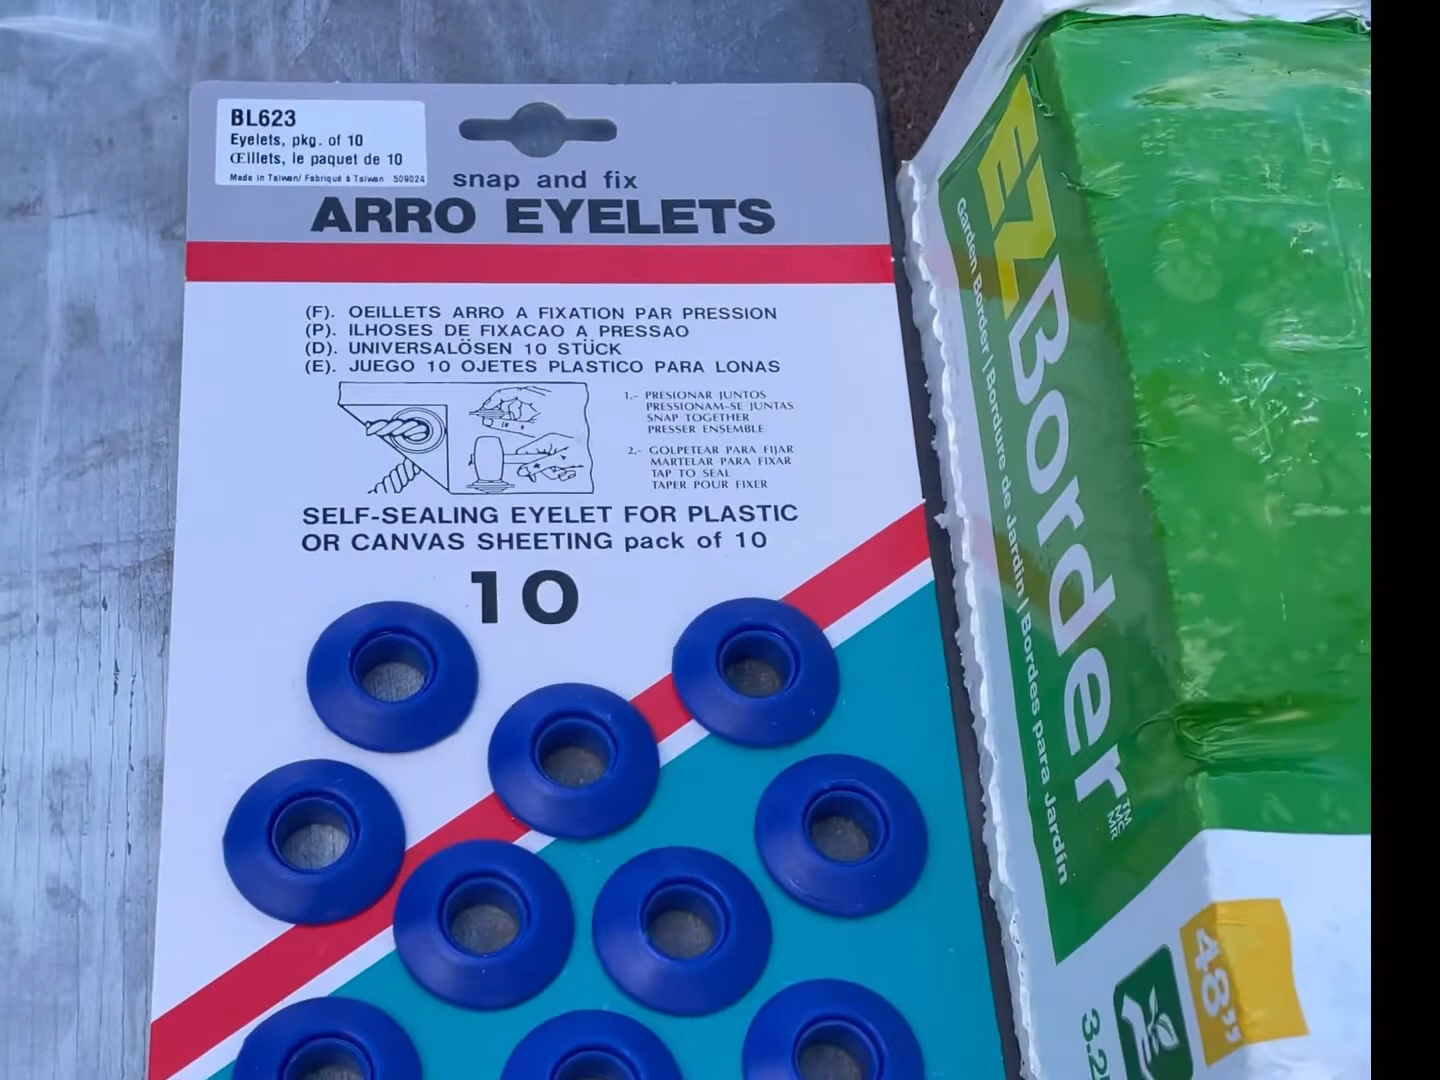 BL623
Eyelets, pkg. of 10
Œillets, le paquet de 10
Made in Taiwan/ Fabriqué à Taiwan 509024
snap and fix
ARRO EYELETS
(F). OEILLETS ARRO A FIXATION PAR PRESSION
(P). ILHOSES DE FIXACAO A PRESSAO
(D). UNIVERSALÖSEN 10 STÜCK
(E). JUEGO 10 OJETES PLASTICO PARA LONAS
1.- PRESIONAR JUNTOS
PRESSIONAM-SE JUNTAS
SNAP TOGETHER
PRESSER ENSEMBLE
2.- GOLPETEAR PARA FIJAR
MARTELAR PARA FIXAR
TAP TO SEAL
TAPER POUR FIXER
SELF-SEALING EYELET FOR PLASTIC
OR CANVAS SHEETING pack of 10
10
EZBorder
TM
MC
MR
Garden Border | Bordure de Jardin | Bordes para Jardín
48"